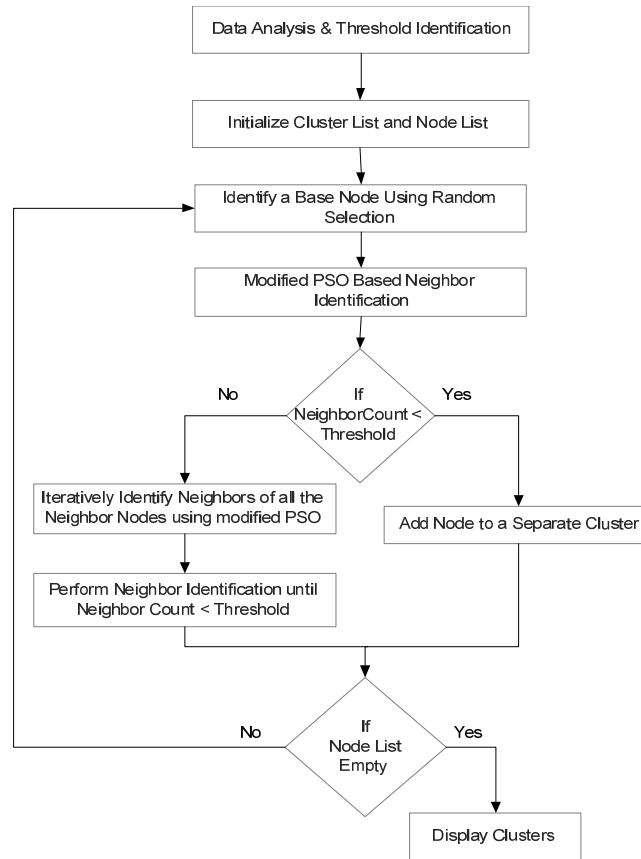 Data Analysis & Threshold Identification
Initialize Cluster List and Node List
Identify a Base Node Using Random
Selection
Modified PSO Based Neighbor
Identification
If
NeighborCount <
Threshold
No
Yes
Iteratively Identify Neighbors of all the
Neighbor Nodes using modified PSO
Add Node to a Separate Cluster
Perform Neighbor Identification until
Neighbor Count < Threshold
If
Node List
Empty
No
Yes
Display Clusters